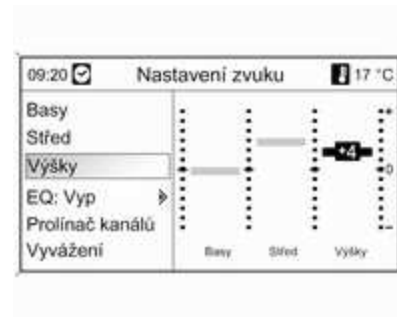 09:20 Nastavení zvuku 17 °C
Basy
Střed
Výšky
EQ: Vyp
Prolínač kanálů
Vyvážení
+
+4
0
-
Basy Střed Výšky